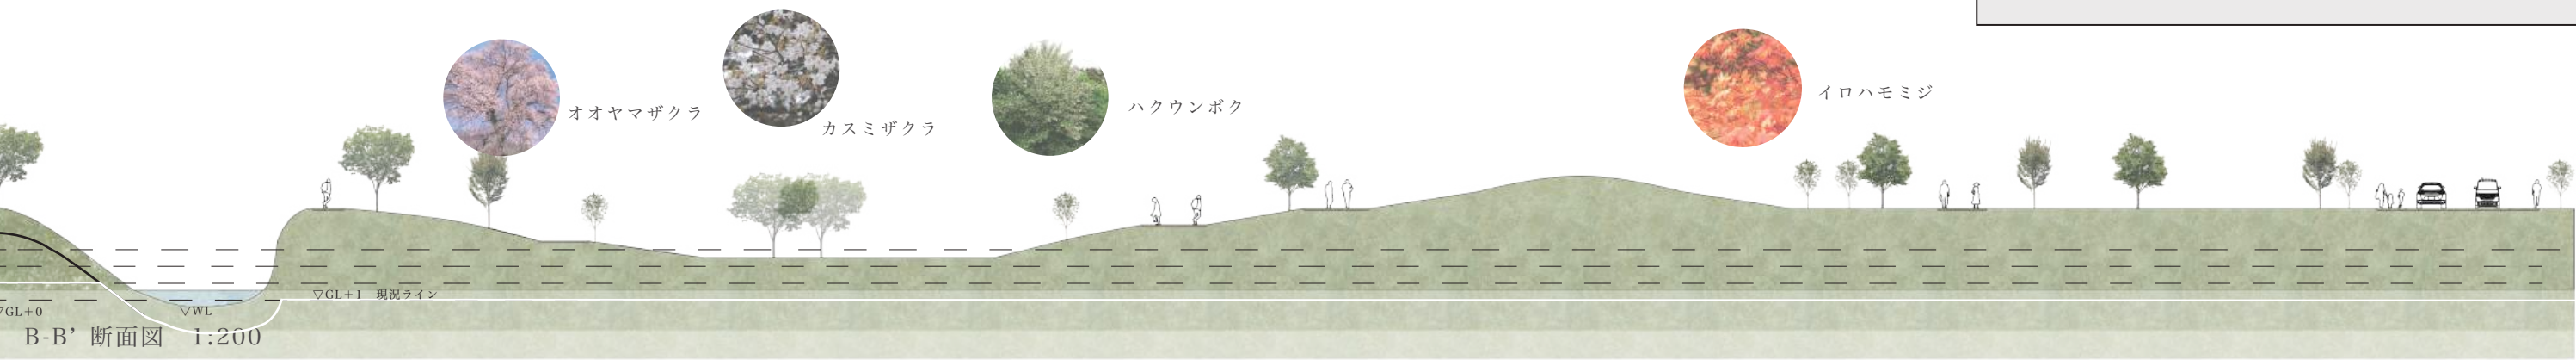 オオヤマザクラ
カスミザクラ
ハクウンボク
イロハモミジ
▽GL+1 現況ライン
▽GL+0
▽WL
B-B’ 断面図 1:200